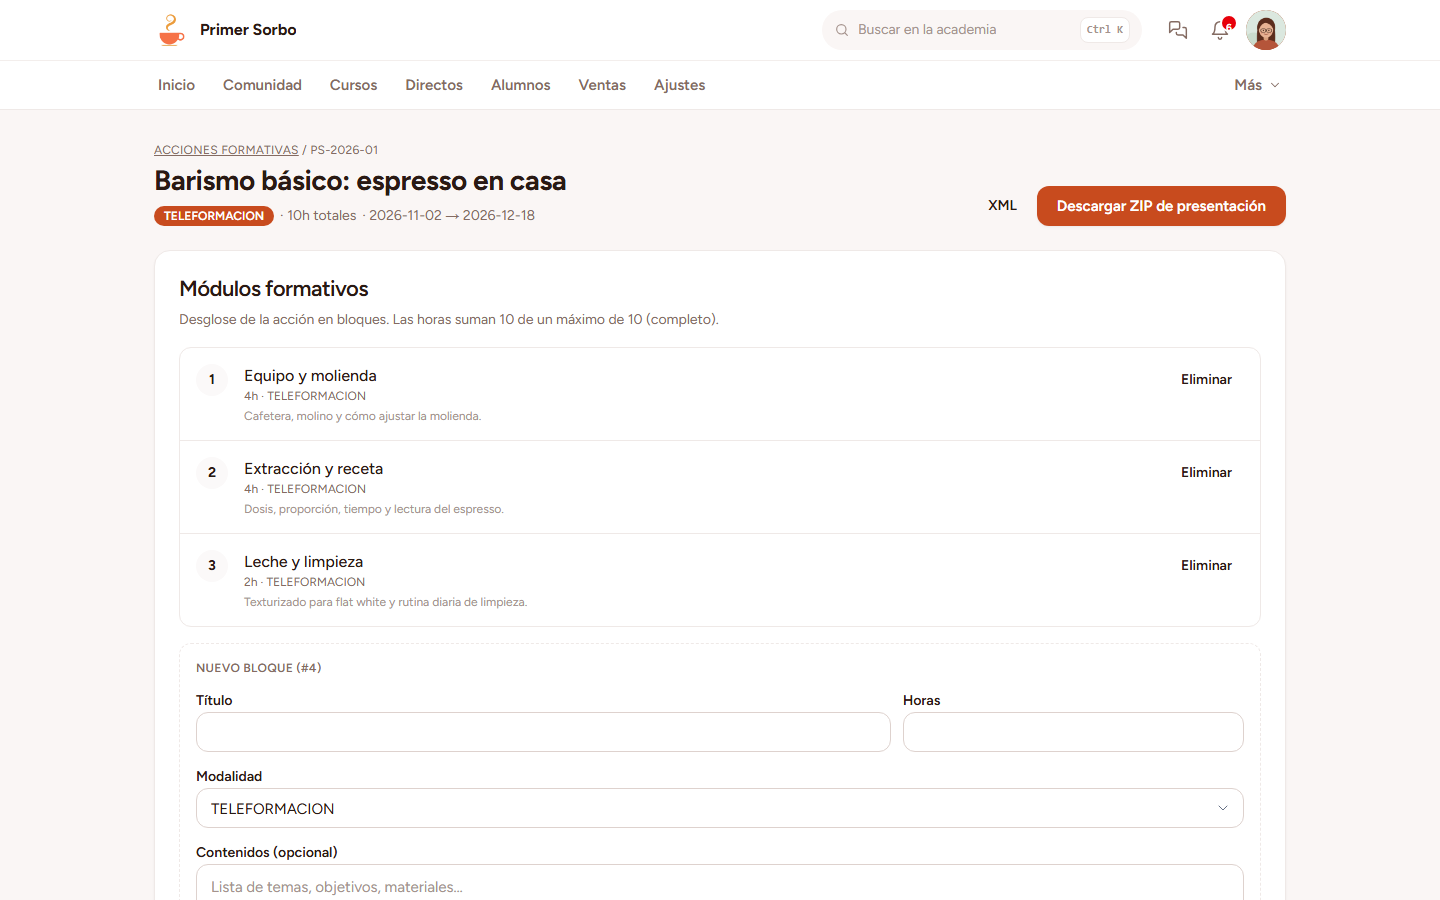 Primer Sorbo
Buscar en la academia
Ctrl K
6
Inicio
Comunidad
Cursos
Directos
Alumnos
Ventas
Ajustes
Más
ACCIONES FORMATIVAS / PS-2026-01
Barismo básico: espresso en casa
TELEFORMACION · 10h totales · 2026-11-02 → 2026-12-18
XML
Descargar ZIP de presentación
Módulos formativos
Desglose de la acción en bloques. Las horas suman 10 de un máximo de 10 (completo).
1
Equipo y molienda
4h · TELEFORMACION
Cafetera, molino y cómo ajustar la molienda.
Eliminar
2
Extracción y receta
4h · TELEFORMACION
Dosis, proporción, tiempo y lectura del espresso.
Eliminar
3
Leche y limpieza
2h · TELEFORMACION
Texturizado para flat white y rutina diaria de limpieza.
Eliminar
NUEVO BLOQUE (#4)
Título
Horas
Modalidad
TELEFORMACION
Contenidos (opcional)
Lista de temas, objetivos, materiales...